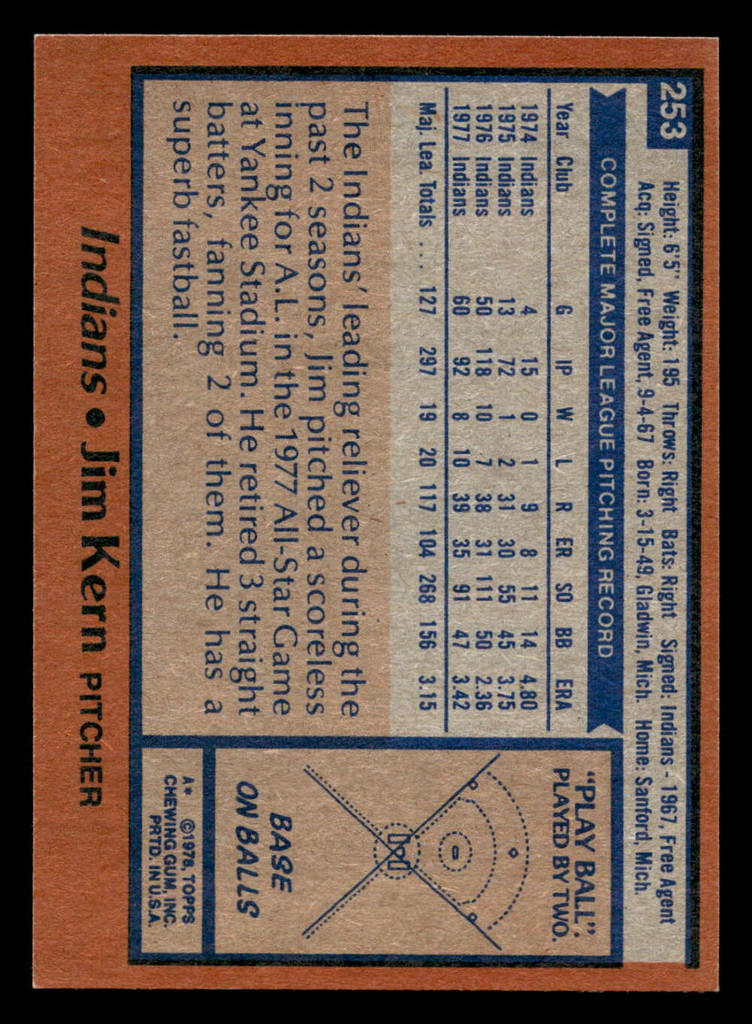 253
Height: 6'5" Weight: 195 Throws: Right Bats: Right Signed: Indians - 1967, Free Agent
Acq: Signed, Free Agent, 9-4-67 Born: 3-15-49, Gladwin, Mich. Home: Sanford, Mich.
COMPLETE MAJOR LEAGUE PITCHING RECORD
Year Club G IP W L R ER SO BB ERA
1974 Indians 4 15 0 1 9 8 11 14 4.80
1975 Indians 13 72 1 2 31 30 55 45 3.75
1976 Indians 50 118 10 7 38 31 111 50 2.36
1977 Indians 60 92 8 10 39 35 91 47 3.42
Maj. Lea. Totals ... 127 297 19 20 117 104 268 156 3.15
The Indians' leading reliever during the
past 2 seasons, Jim pitched a scoreless
inning for A.L. in the 1977 All-Star Game
at Yankee Stadium. He retired 3 straight
batters, fanning 2 of them. He has a
superb fastball.
"PLAY BALL":
PLAYED BY TWO.
BASE
ON BALLS
A* ©1978, TOPPS
CHEWING GUM, INC.
PRTD. IN U.S.A.
Indians • Jim Kern PITCHER